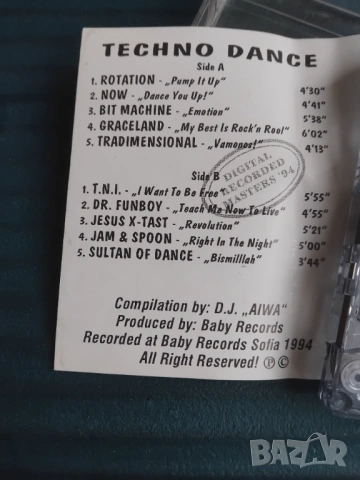 TECHNO DANCE
Side A
1. ROTATION - „Pump It Up" 4'30"
2. NOW - „Dance You Up!" 4'41"
3. BIT MACHINE - „Emotion" 5'38"
4. GRACELAND - „My Best Is Rock'n Rool" 6'02"
5. TRADIMENSIONAL - „Vamonos!" 4'13"
DIGITAL RECORDED MASTERS '94
Side B
1. T.N.I. - „I Want To Be Free" 5'55"
2. DR. FUNBOY - „Teach Me Now To Live" 4'55"
3. JESUS X-TAST - „Revolution" 5'21"
4. JAM & SPOON - „Right In The Night" 5'00"
5. SULTAN OF DANCE - „Bismilllah" 3'44"
Compilation by: D.J. „AIWA"
Produced by: Baby Records
Recorded at Baby Records Sofia 1994
All Right Reserved! ℗ ©
BAZAR